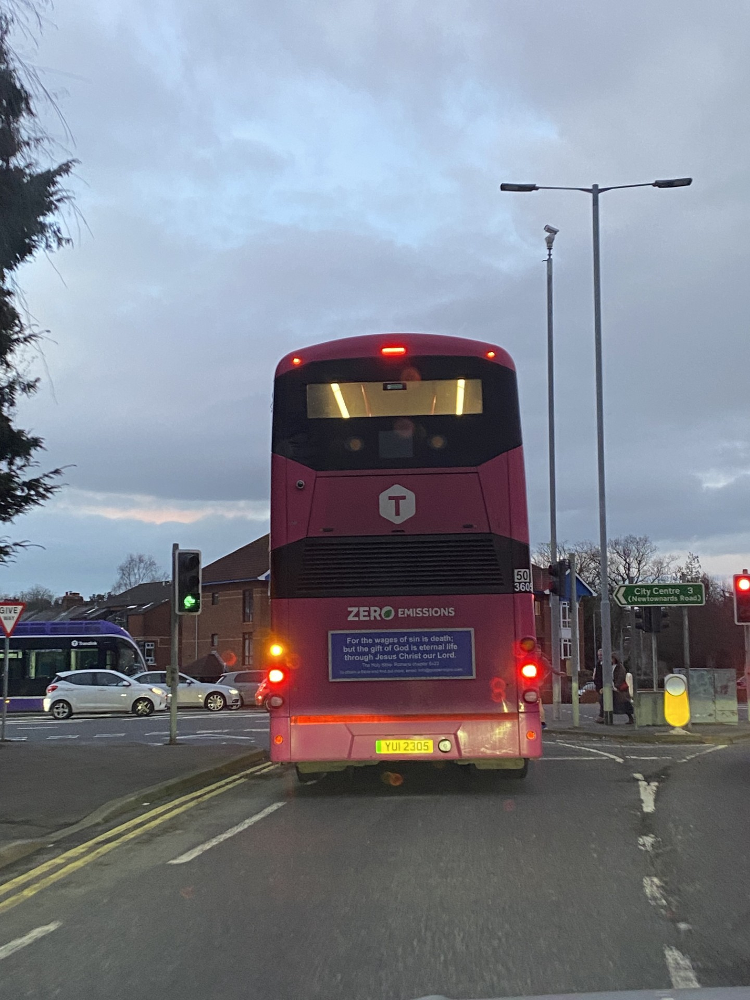 T
50
3605
City Centre 3
(Newtownards Road)
GIVE
WAY
ZERO EMISSIONS
Translink
For the wages of sin is death;
but the gift of God is eternal life
through Jesus Christ our Lord.
The Holy Bible. Romans chapter 6v23
To obtain a Bible and find out more, email:
YUI 2305